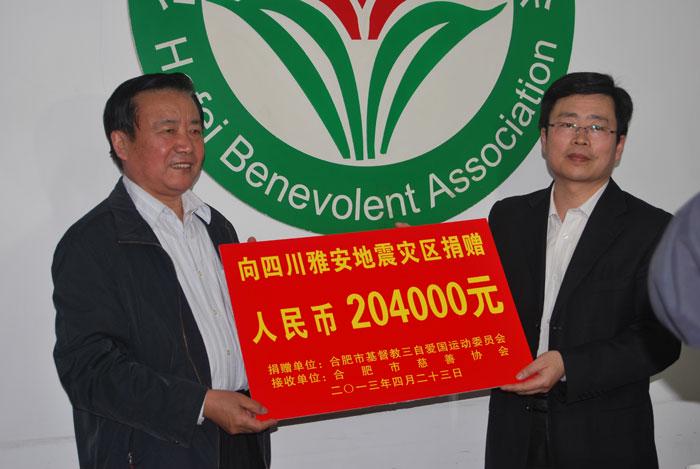 Hefei Benevolent Association
向四川雅安地震灾区捐赠
人民币 204000元
捐赠单位：合肥市基督教三自爱国运动委员会
接收单位：合肥市慈善协会
二〇一三年四月二十三日